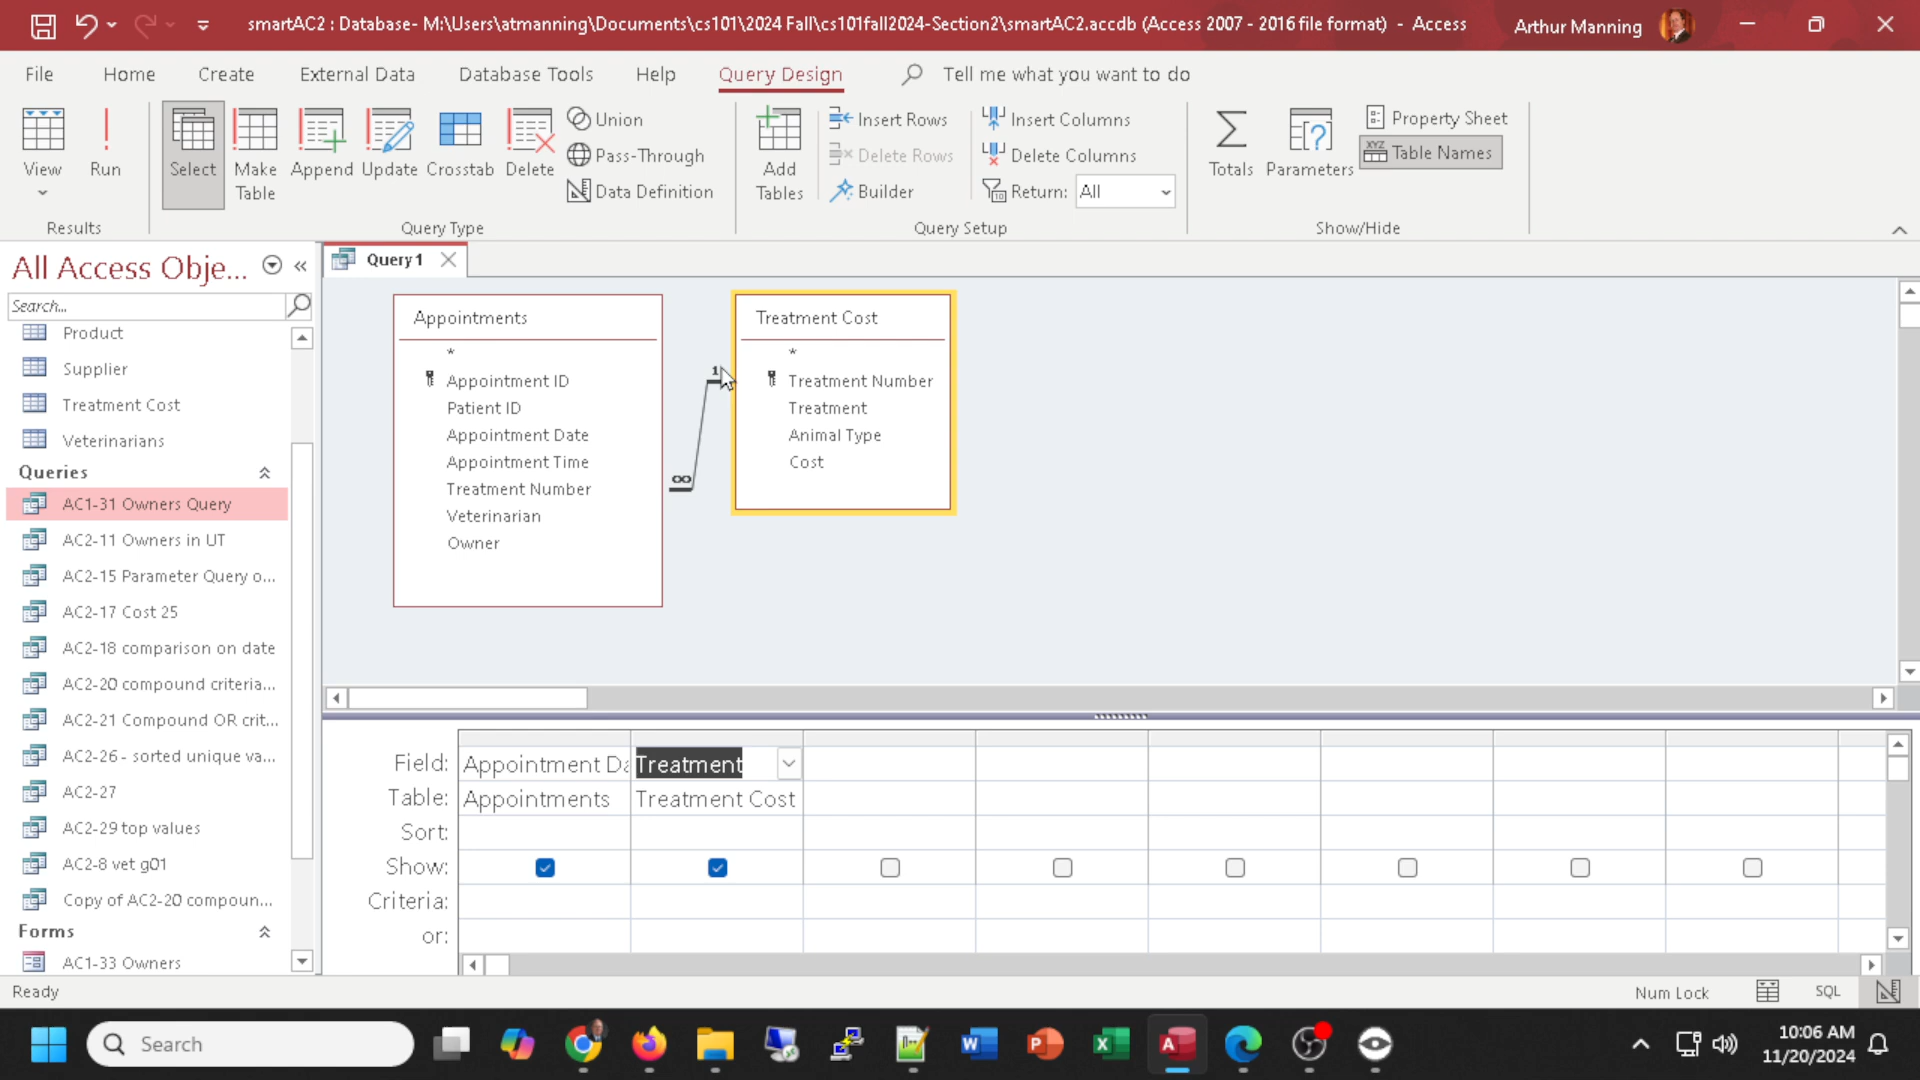 smartAC2 : Database- M:\Users\atmanning\Documents\cs101\2024 Fall\cs101fall2024-Section2\smartAC2.accdb (Access 2007 - 2016 file format) - Access
Arthur Manning
File
Home
Create
External Data
Database Tools
Help
Query Design
Tell me what you want to do
View
Run
Select
Make
Table
Append
Update
Crosstab
Delete
Union
Pass-Through
Data Definition
Add
Tables
Insert Rows
Delete Rows
Builder
Insert Columns
Delete Columns
Return:
All
Totals
Parameters
Property Sheet
XYZ
Table Names
Results
Query Type
Query Setup
Show/Hide
All Access Obje...
Search...
Product
Supplier
Treatment Cost
Veterinarians
Queries
AC1-31 Owners Query
AC2-11 Owners in UT
AC2-15 Parameter Query o...
AC2-17 Cost 25
AC2-18 comparison on date
AC2-20 compound criteria...
AC2-21 Compound OR crit...
AC2-26 - sorted unique va...
AC2-27
AC2-29 top values
AC2-8 vet g01
Copy of AC2-20 compoun...
Forms
AC1-33 Owners
Query1
Appointments
*
Appointment ID
Patient ID
Appointment Date
Appointment Time
Treatment Number
Veterinarian
Owner
1
∞
Treatment Cost
*
Treatment Number
Treatment
Animal Type
Cost
Field: Appointment Da Treatment
Table: Appointments Treatment Cost
Sort:
Show:
Criteria:
or:
Ready
Num Lock
SQL
Search
10:06 AM
11/20/2024